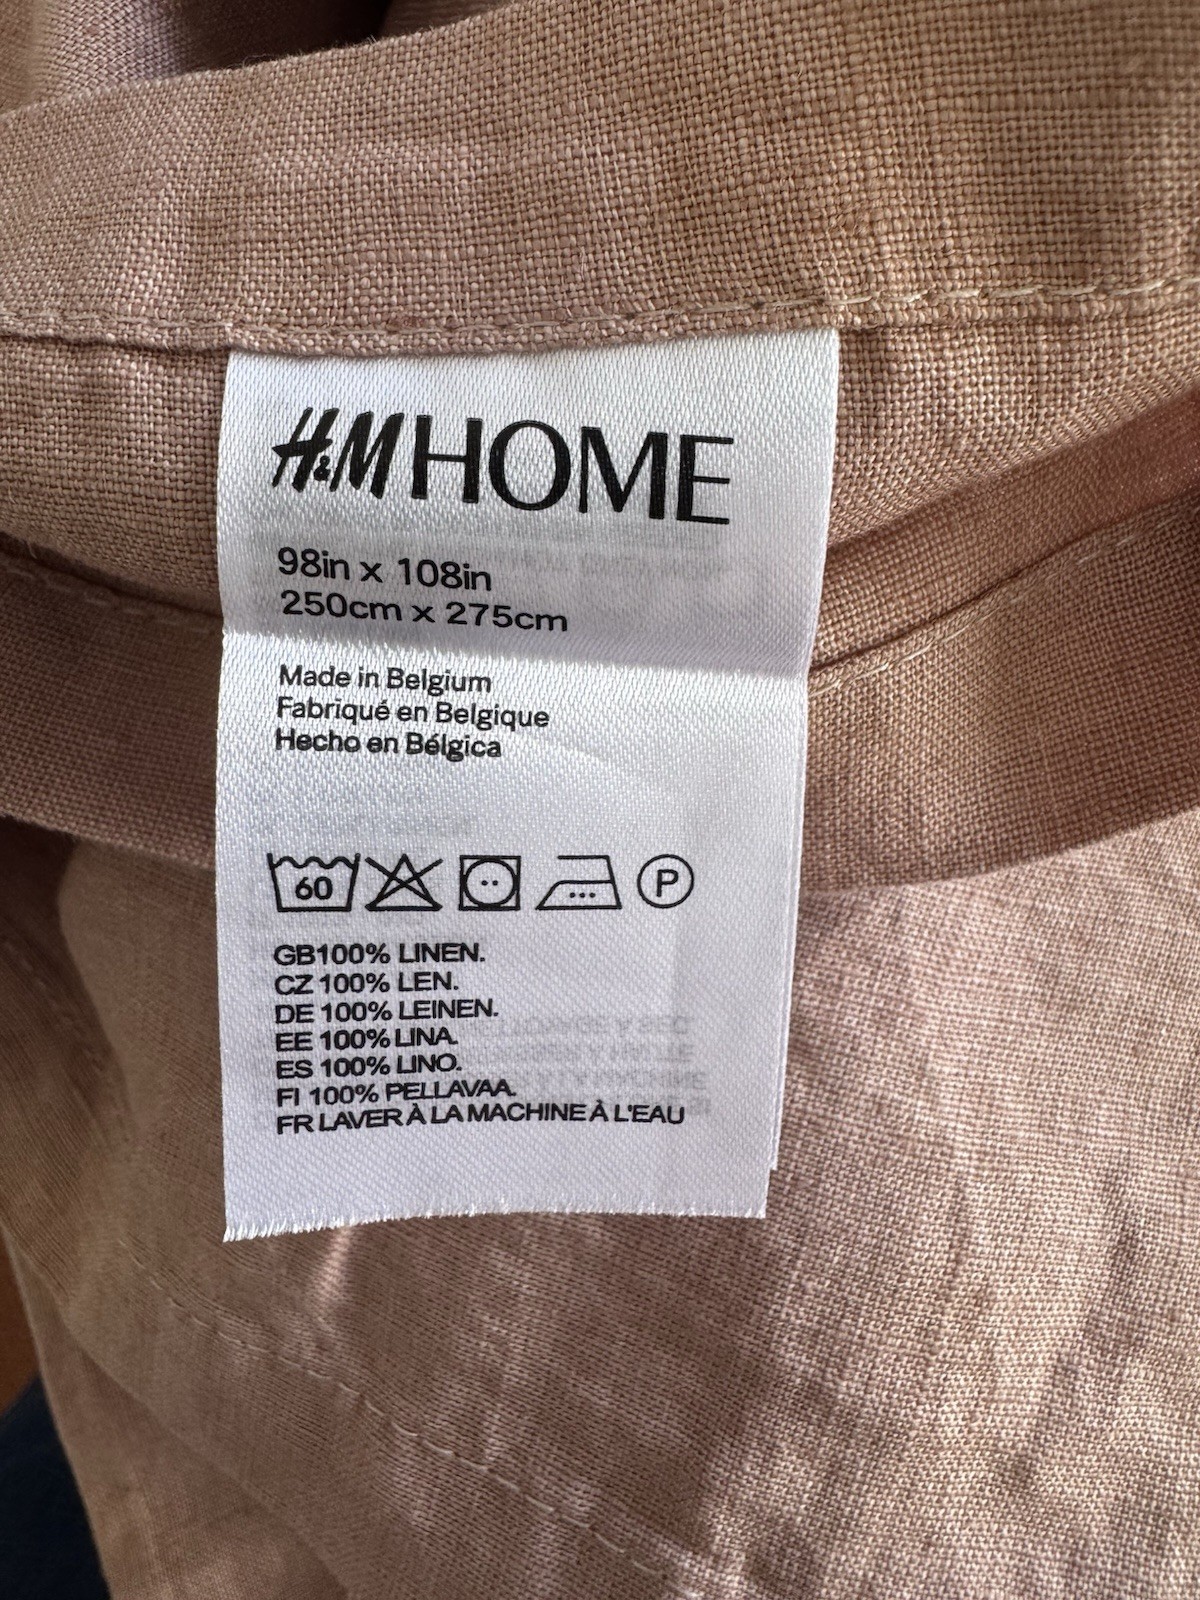 H&M HOME
98in x 108in
250cm x 275cm
Made in Belgium
Fabriqué en Belgique
Hecho en Bélgica
60 P
GB100% LINEN.
CZ 100% LEN.
DE 100% LEINEN.
EE 100% LINA.
ES 100% LINO.
FI 100% PELLAVAA.
FR LAVER À LA MACHINE À L'EAU